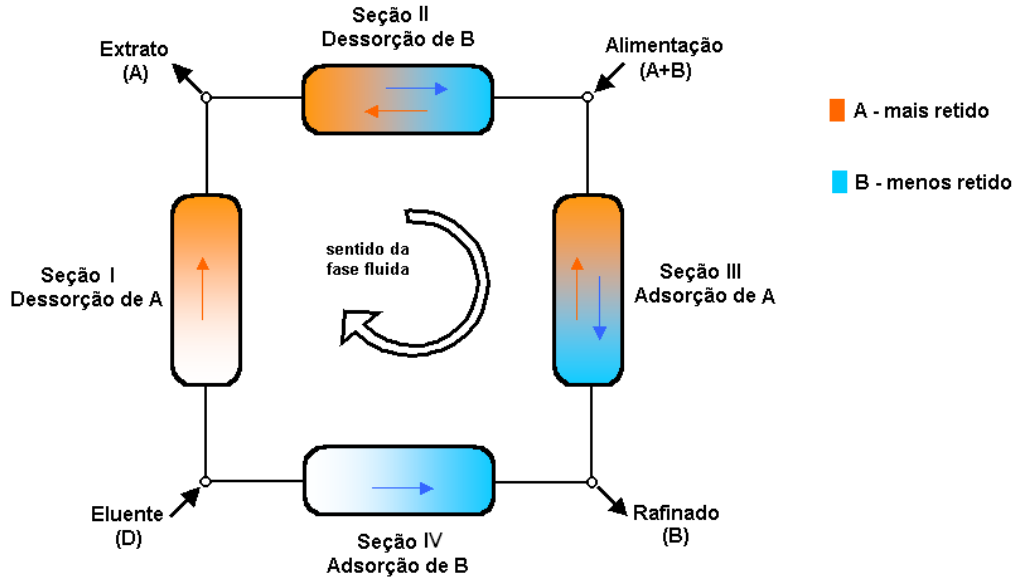 Seção II
Dessorção de B
Extrato
(A)
Alimentação
(A+B)
A - mais retido
B - menos retido
sentido da
fase fluida
Seção I
Dessorção de A
Seção III
Adsorção de A
Eluente
(D)
Seção IV
Adsorção de B
Rafinado
(B)